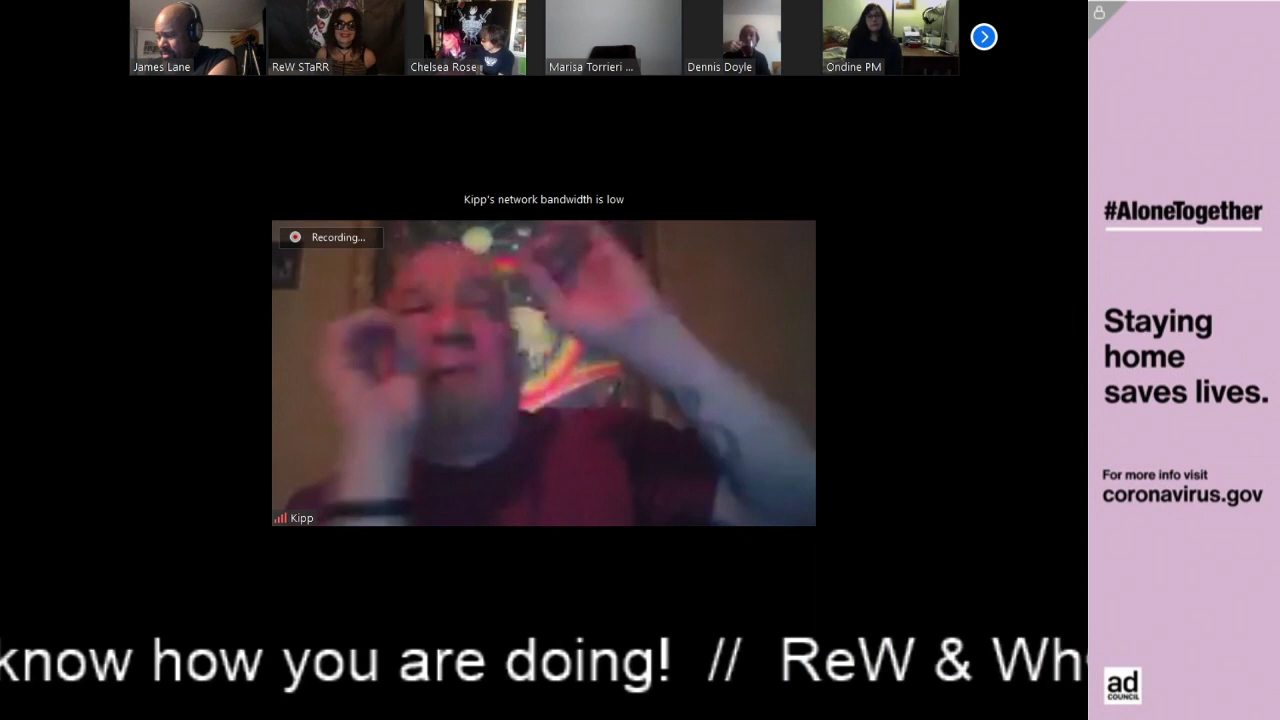 James Lane
ReW STaRR
Chelsea Rose
Marisa Torrieri ...
Dennis Doyle
Ondine PM
Kipp's network bandwidth is low
Recording...
Kipp
know how you are doing! // ReW & Wh
#AloneTogether
Staying
home
saves lives.
For more info visit
coronavirus.gov
ad
COUNCIL